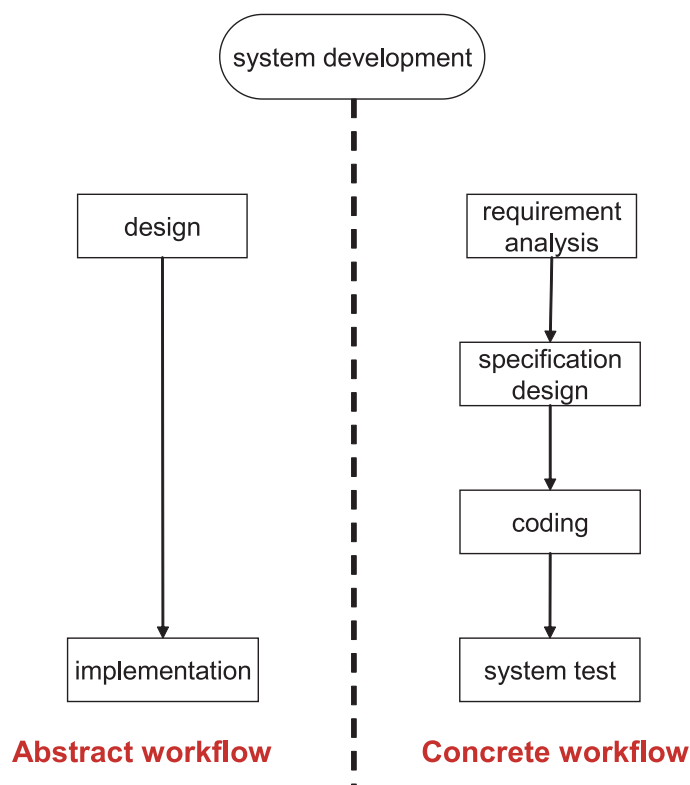 system development
design
implementation
Abstract workflow
requirement
analysis
specification
design
coding
system test
Concrete workflow